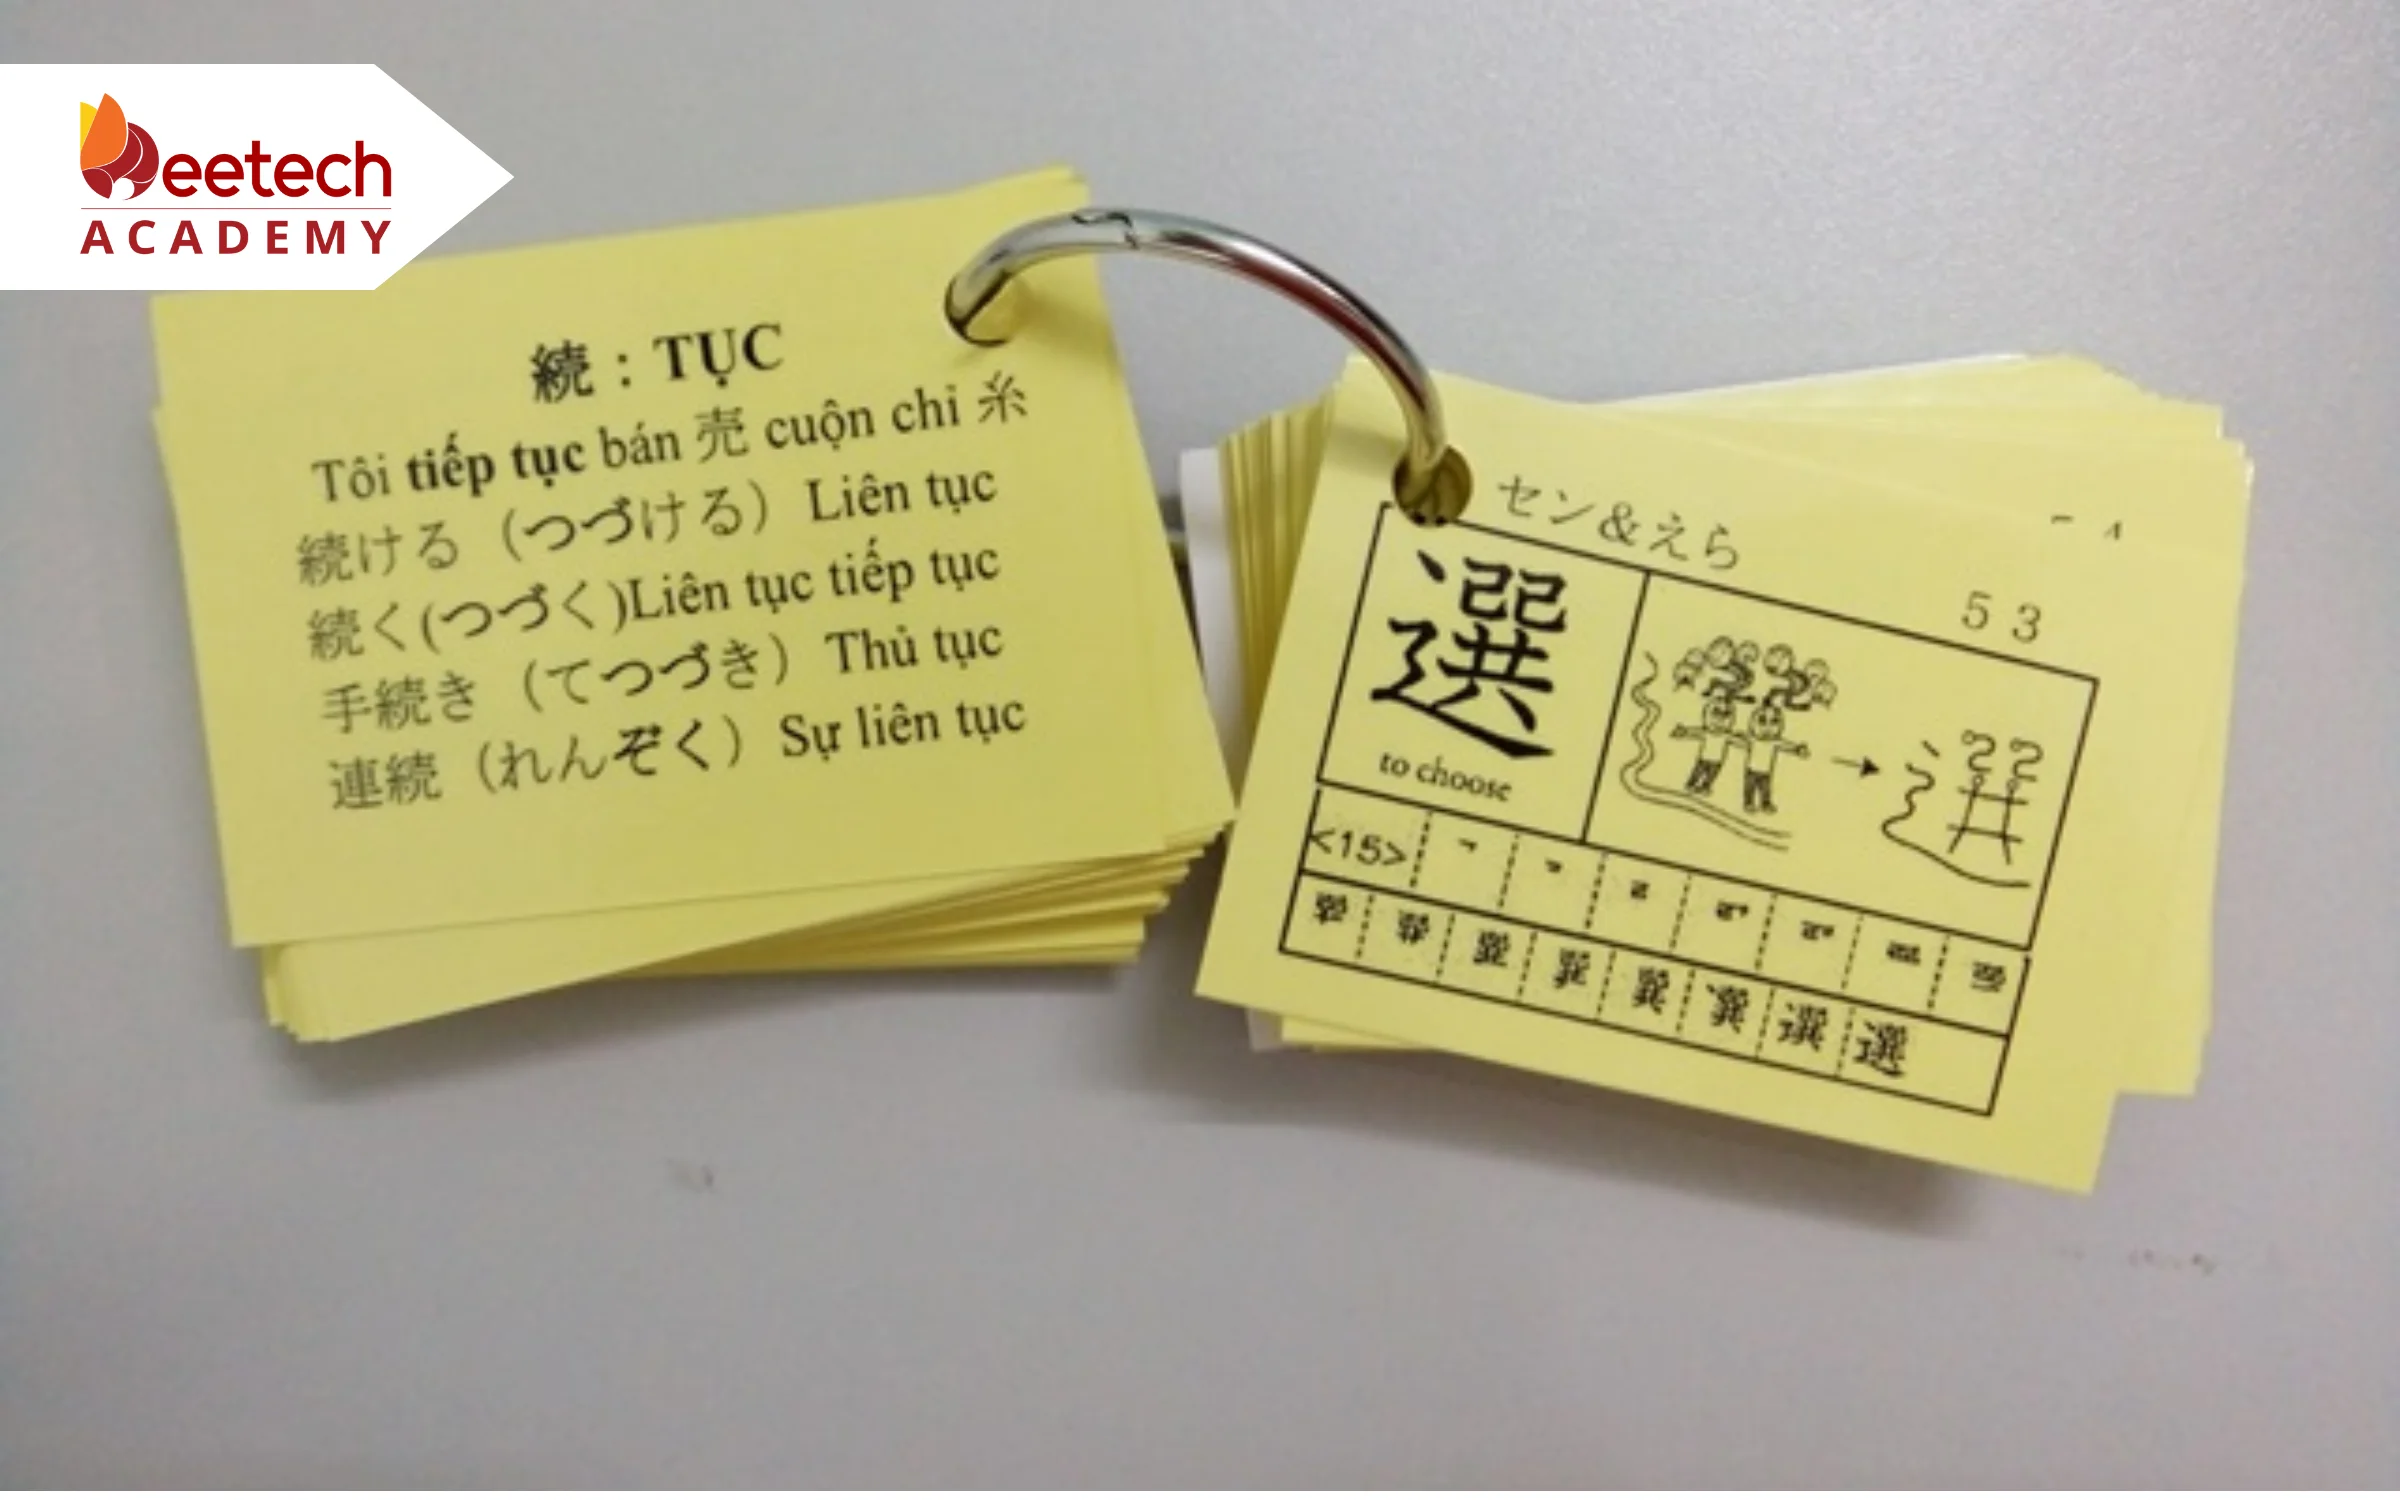 Beetech
ACADEMY
続：TỤC
Tôi tiếp tục bán 売 cuộn chỉ 糸
続ける（つづける）Liên tục
続く(つづく)Liên tục tiếp tục
手続き（てつづき）Thủ tục
連続（れんぞく）Sự liên tục
セン&えら
53
選
to choose
<15>
選 選